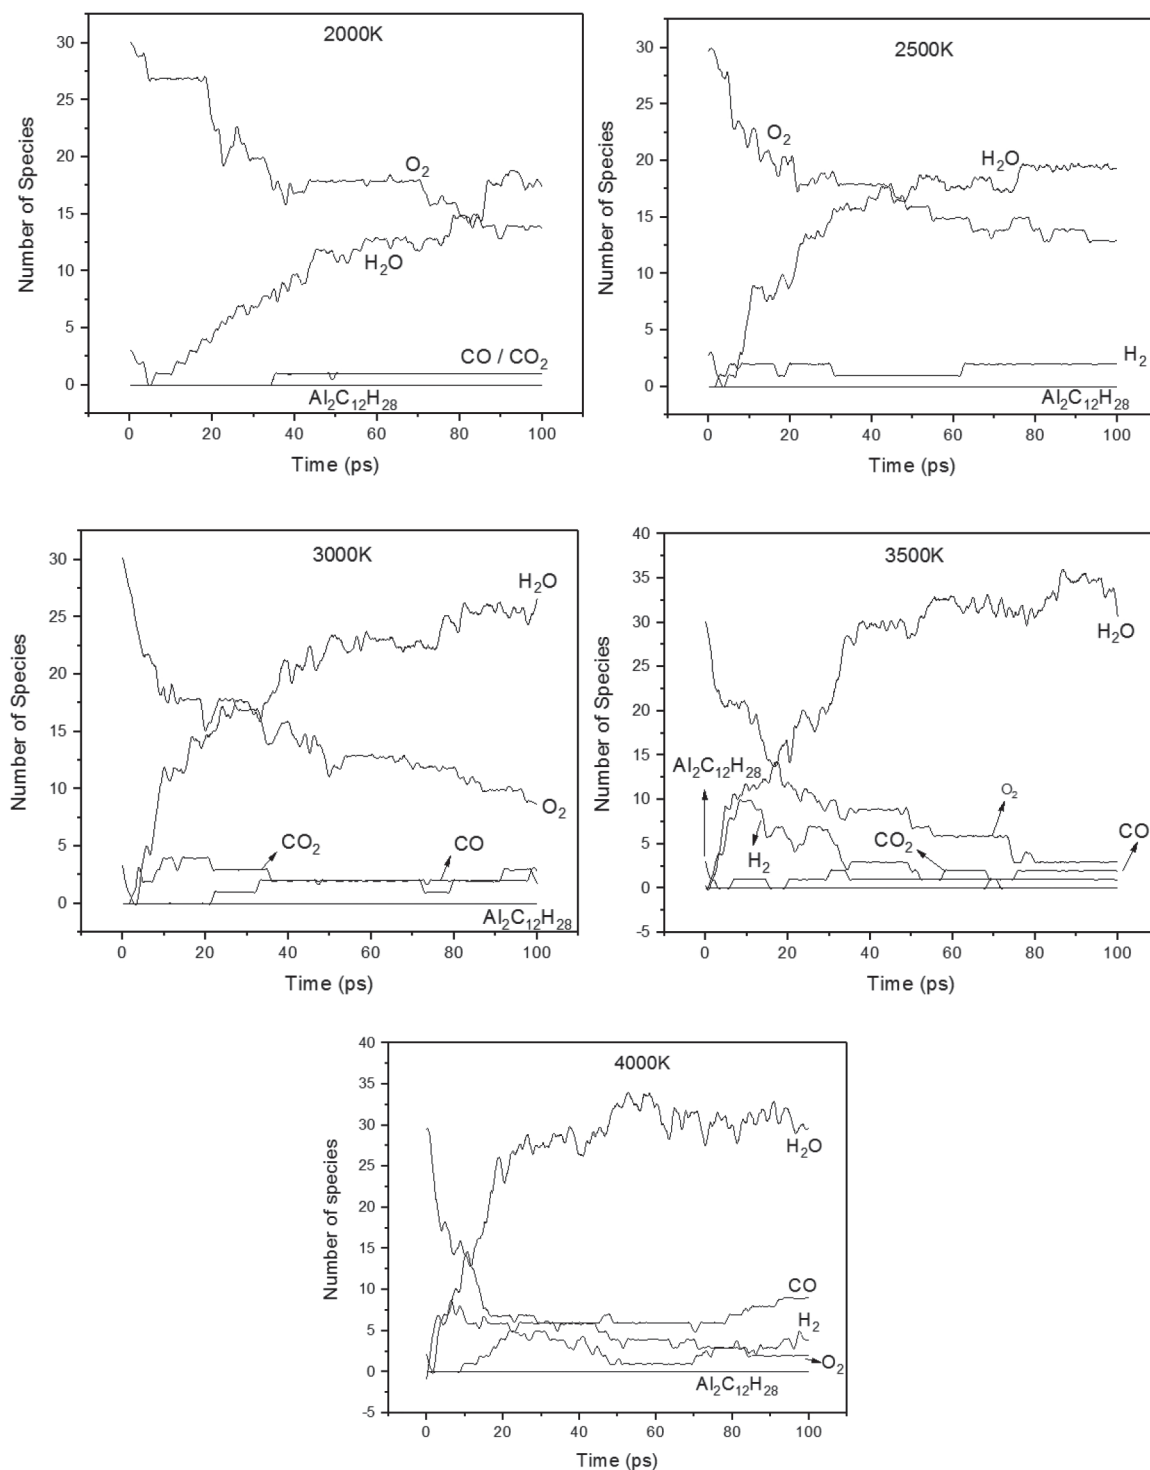 2000K
Number of Species
30
25
20
15
10
5
0
O₂
H₂O
CO / CO₂
Al₂C₁₂H₂₈
0 20 40 60 80 100
Time (ps)
2500K
Number of Species
30
25
20
15
10
5
0
O₂
H₂O
H₂
Al₂C₁₂H₂₈
0 20 40 60 80 100
Time (ps)
3000K
Number of Species
30
25
20
15
10
5
0
H₂O
O₂
CO₂ CO
Al₂C₁₂H₂₈
0 20 40 60 80 100
Time (ps)
3500K
Number of Species
40
35
30
25
20
15
10
5
0
-5
H₂O
Al₂C₁₂H₂₈
O₂
H₂ CO₂ CO
0 20 40 60 80 100
Time (ps)
4000K
Number of species
40
35
30
25
20
15
10
5
0
-5
H₂O
CO
H₂
O₂
Al₂C₁₂H₂₈
0 20 40 60 80 100
Time (ps)